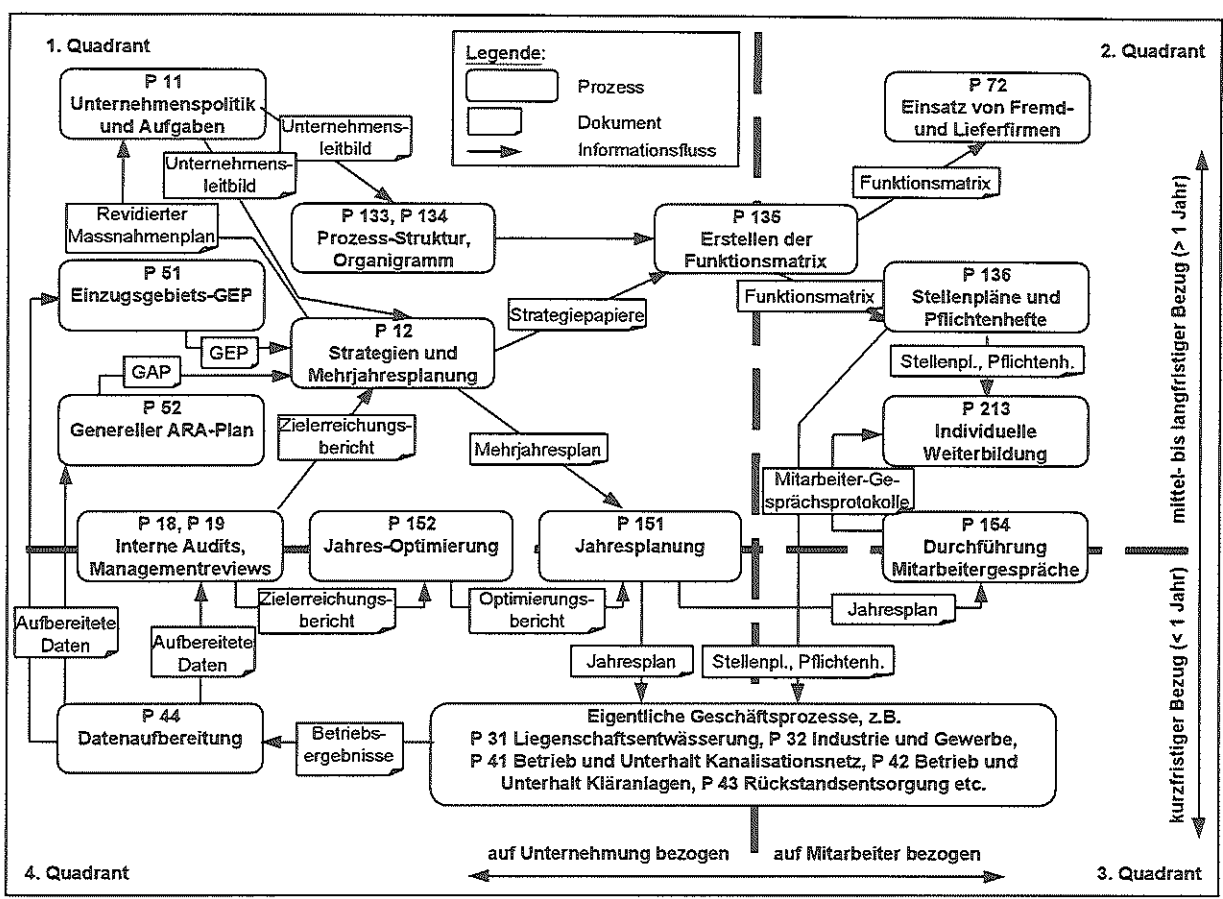 1. Quadrant
2. Quadrant
Legende:
Prozess
Dokument
Informationsfluss
P 11
Unternehmenspolitik
und Aufgaben
P 72
Einsatz von Fremd-
und Lieferfirmen
Unternehmens-
leitbild
Unternehmens-
leitbild
Funktionsmatrix
Revidierter
Massnahmenplan
P 133, P 134
Prozess-Struktur,
Organigramm
P 135
Erstellen der
Funktionsmatrix
P 51
Einzugsgebiets-GEP
Funktionsmatrix
P 136
Stellenpläne und
Pflichtenhefte
Strategiepapiere
P 12
Strategien und
Mehrjahresplanung
GEP
GAP
Stellenpl., Pflichtenh.
P 52
Genereller ARA-Plan
Zielerreichungs-
bericht
Mehrjahresplan
P 213
Individuelle
Weiterbildung
Mitarbeiter-Ge-
sprächsprotokolle
P 18, P 19
Interne Audits,
Managementreviews
P 152
Jahres-Optimierung
P 151
Jahresplanung
P 154
Durchführung
Mitarbeitergespräche
Zielerreichungs-
bericht
Optimierungs-
bericht
Jahresplan
Aufbereitete
Daten
Aufbereitete
Daten
Jahresplan
Stellenpl., Pflichtenh.
P 44
Datenaufbereitung
Betriebs-
ergebnisse
Eigentliche Geschäftsprozesse, z.B.
P 31 Liegenschaftsentwässerung, P 32 Industrie und Gewerbe,
P 41 Betrieb und Unterhalt Kanalisationsnetz, P 42 Betrieb und
Unterhalt Kläranlagen, P 43 Rückstandsentsorgung etc.
mittel- bis langfristiger Bezug (> 1 Jahr)
kurzfristiger Bezug (< 1 Jahr)
auf Unternehmung bezogen
auf Mitarbeiter bezogen
4. Quadrant
3. Quadrant